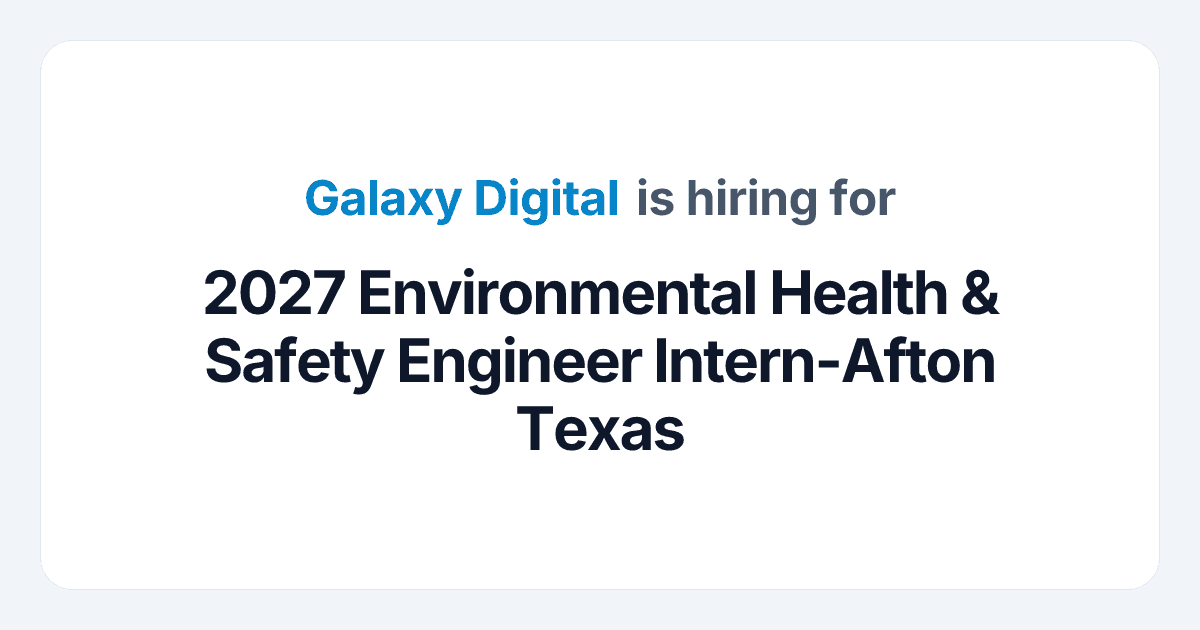 Galaxy Digital is hiring for
2027 Environmental Health &
Safety Engineer Intern-Afton
Texas